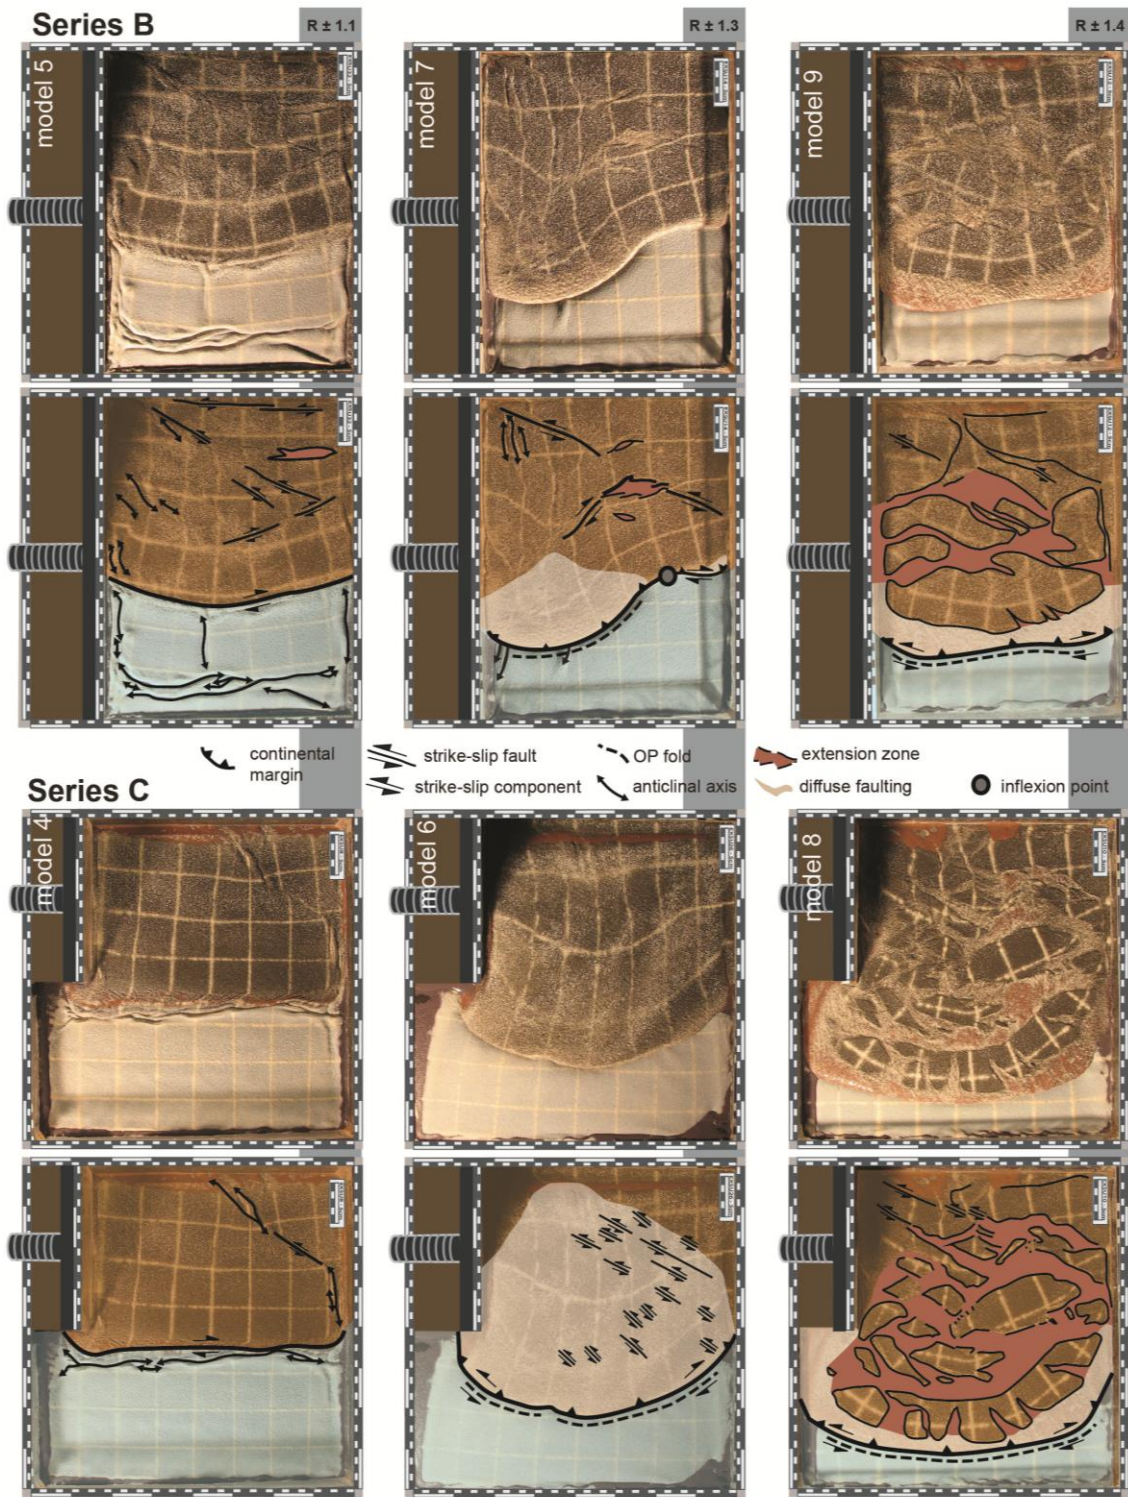 Series B
R ± 1.1
R ± 1.3
R ± 1.4
model 5
model 7
model 9
continental margin
strike-slip fault
strike-slip component
OP fold
anticlinal axis
extension zone
diffuse faulting
inflexion point
Series C
model 4
model 6
model 8